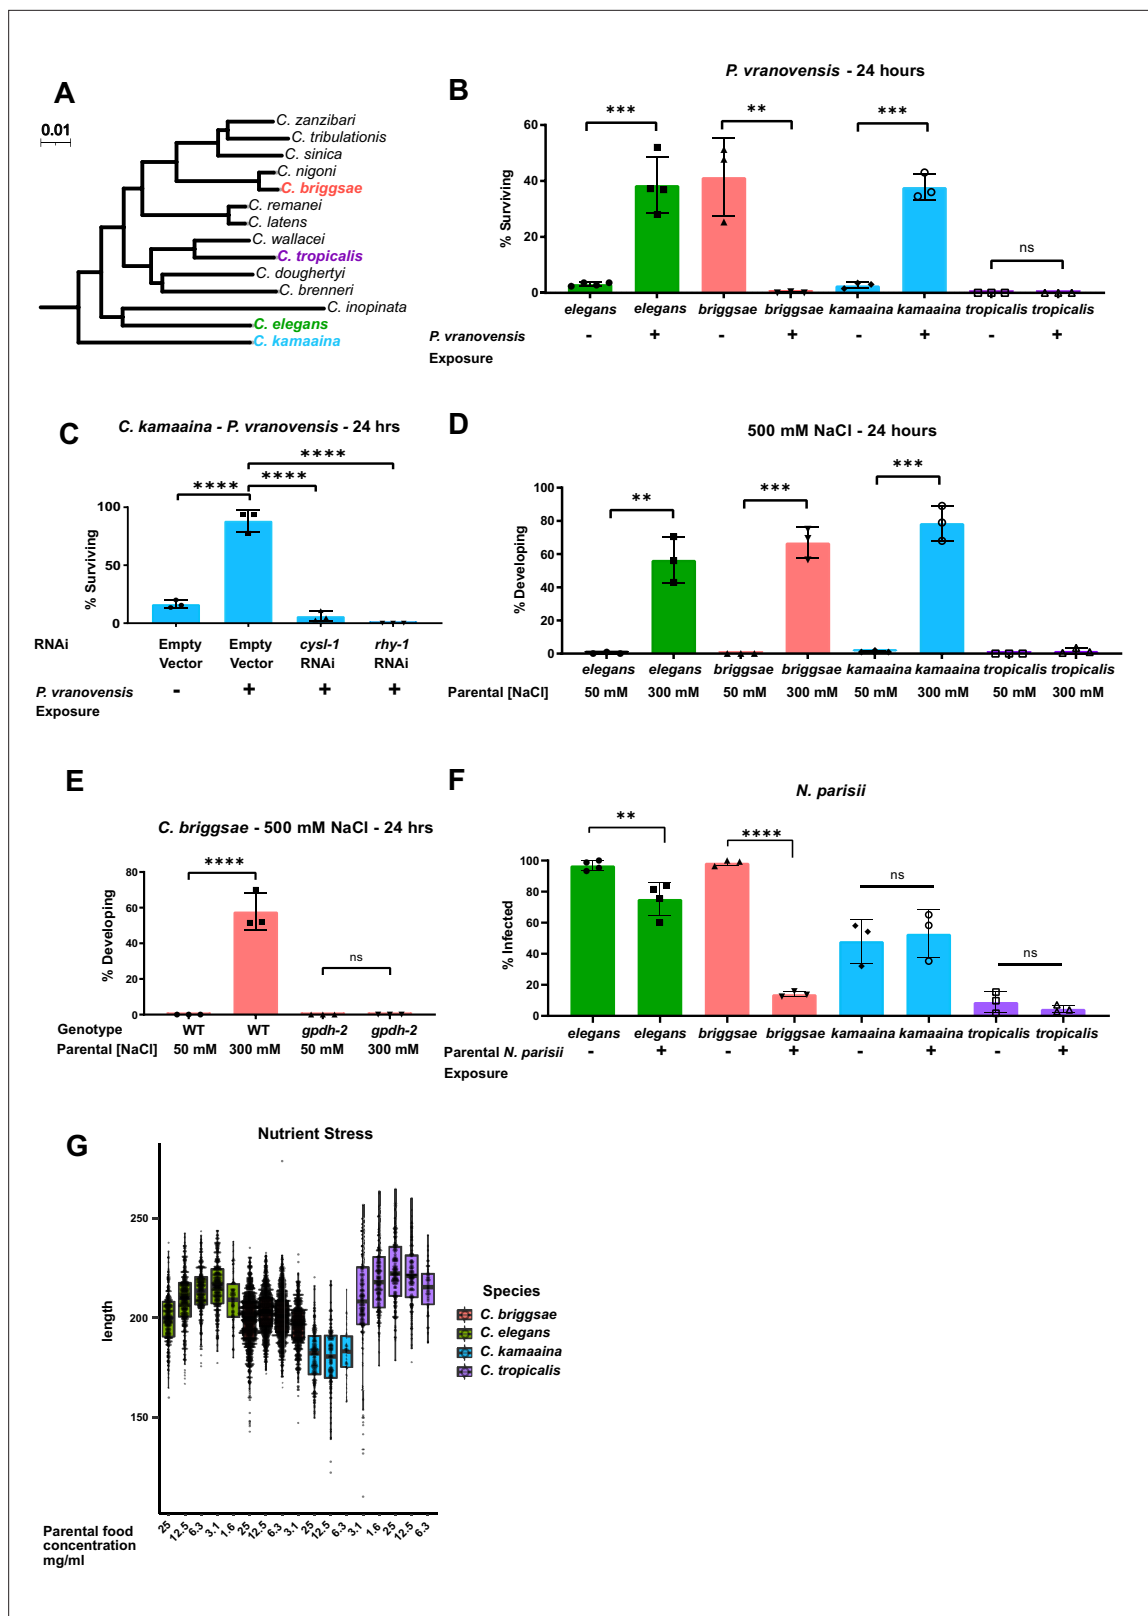 A
0.01
C. zanzibari
C. tribulationis
C. sinica
C. nigoni
C. briggsae
C. remanei
C. latens
C. wallacei
C. tropicalis
C. doughertyi
C. brenneri
C. inopinata
C. elegans
C. kamaaina
B
P. vranovensis - 24 hours
*** ** *** ns
% Surviving
60
40
20
0
elegans elegans briggsae briggsae kamaaina kamaaina tropicalis tropicalis
P. vranovensis - + - + - + - +
Exposure
C
C. kamaaina - P. vranovensis - 24 hrs
****
**** ****
% Surviving
100
50
0
RNAi Empty Empty cysl-1 rhy-1
Vector Vector RNAi RNAi
P. vranovensis - + + +
Exposure
D
500 mM NaCl - 24 hours
** *** ***
% Developing
100
80
60
40
20
0
elegans elegans briggsae briggsae kamaaina kamaaina tropicalis tropicalis
Parental [NaCl] 50 mM 300 mM 50 mM 300 mM 50 mM 300 mM 50 mM 300 mM
E
C. briggsae - 500 mM NaCl - 24 hrs
**** ns
% Developing
80
60
40
20
0
Genotype WT WT gpdh-2 gpdh-2
Parental [NaCl] 50 mM 300 mM 50 mM 300 mM
F
N. parisii
** **** ns ns
% Infected
100
80
60
40
20
0
elegans elegans briggsae briggsae kamaaina kamaaina tropicalis tropicalis
Parental N. parisii - + - + - + - +
Exposure
G
Nutrient Stress
length
250
200
150
Species
C. briggsae
C. elegans
C. kamaaina
C. tropicalis
25 12.5 6.3 3.1 1.6 25 12.5 6.3 3.1 25 12.5 6.3 3.1 1.6 25 12.5 6.3
Parental food
concentration
mg/ml